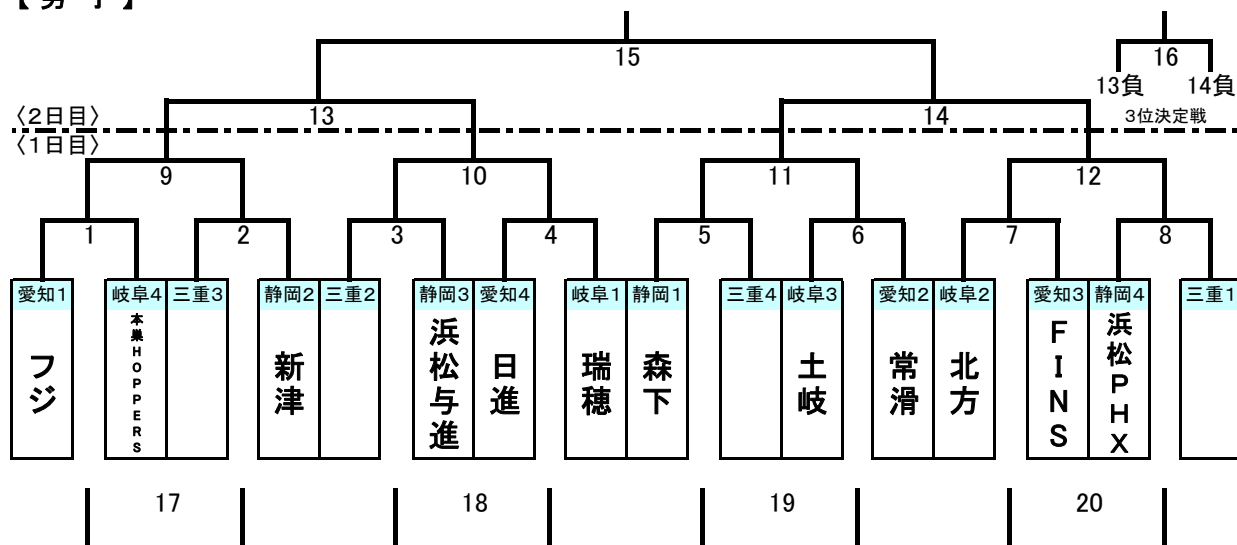 【男子】
15
16
13負 14負
〈2日目〉
13
14
3位決定戦
〈1日目〉
9
10
11
12
1
2
3
4
5
6
7
8
愛知1
岐阜4
三重3
静岡2
三重2
静岡3
愛知4
岐阜1
静岡1
三重4
岐阜3
愛知2
岐阜2
愛知3
静岡4
三重1
フジ
本巣HOPPERS
新津
浜松与進
日進
瑞穂
森下
土岐
常滑
北方
FINS
浜松PHX
17
18
19
20